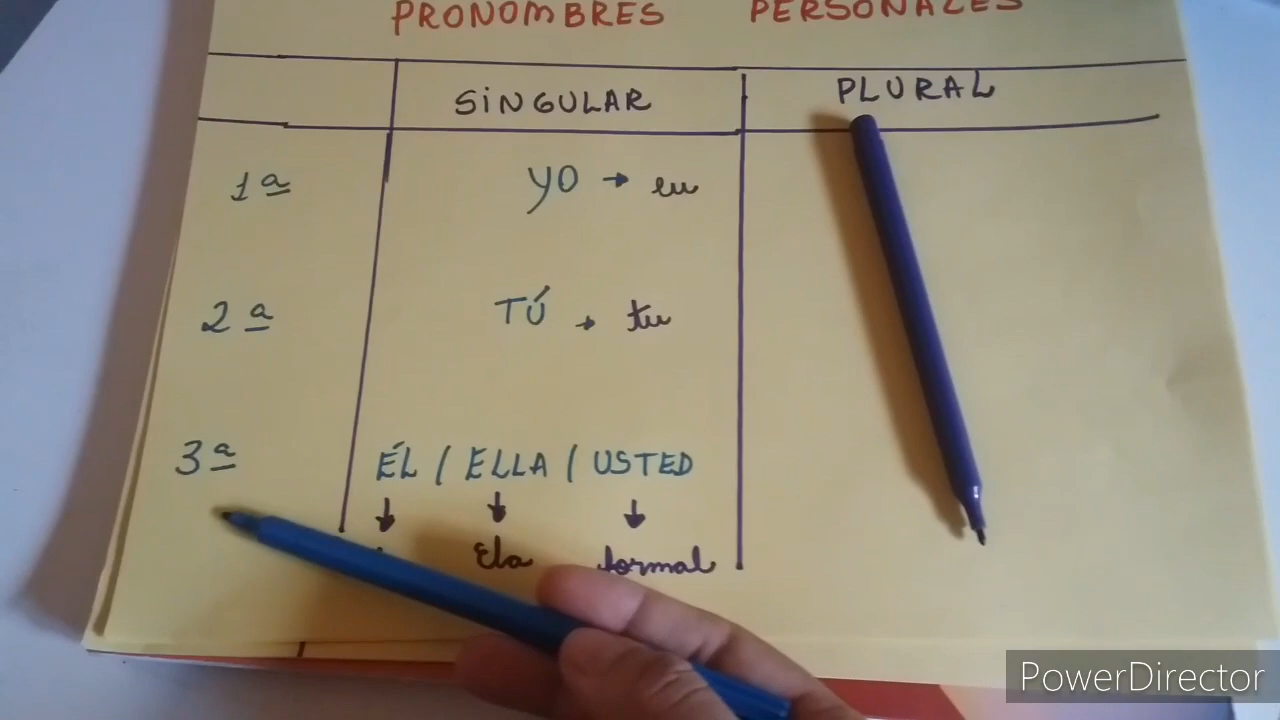 PRONOMBRES PERSONALES
SINGULAR PLURAL
1ª YO → eu
2ª TÚ → tu
3ª ÉL / ELLA / USTED
↓ ↓ ↓
Ela formal
PowerDirector